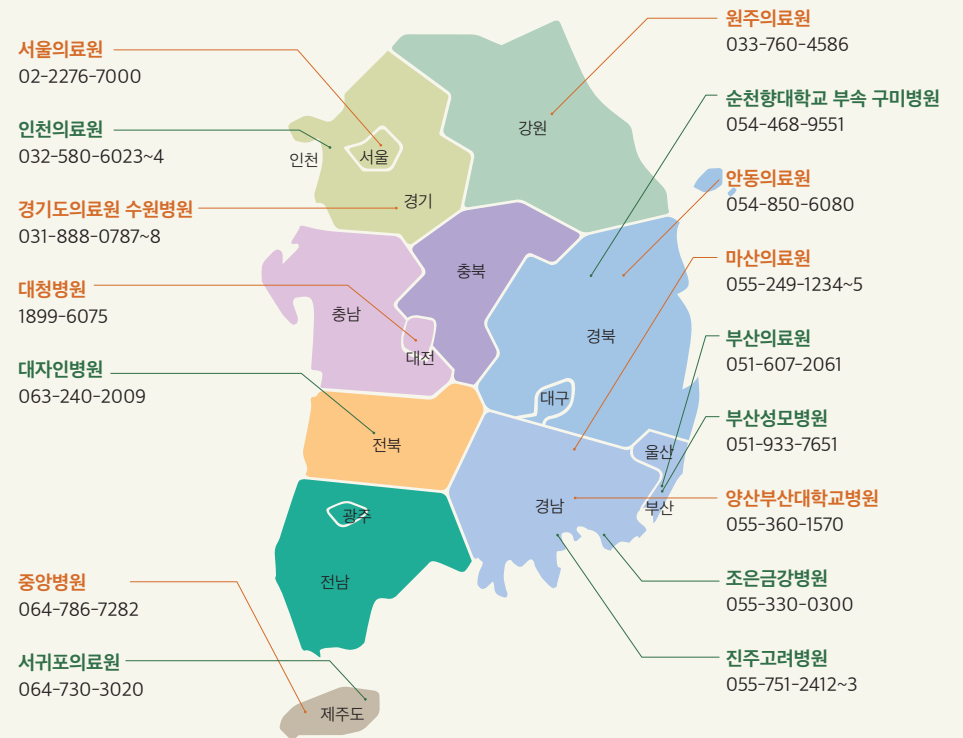 서울의료원
02-2276-7000
인천의료원
032-580-6023~4
경기도의료원 수원병원
031-888-0787~8
대청병원
1899-6075
대자인병원
063-240-2009
중앙병원
064-786-7282
서귀포의료원
064-730-3020
강원
인천
서울
경기
충북
충남
대전
경북
대구
전북
울산
경남
부산
광주
전남
제주도
원주의료원
033-760-4586
순천향대학교 부속 구미병원
054-468-9551
안동의료원
054-850-6080
마산의료원
055-249-1234~5
부산의료원
051-607-2061
부산성모병원
051-933-7651
양산부산대학교병원
055-360-1570
조은금강병원
055-330-0300
진주고려병원
055-751-2412~3